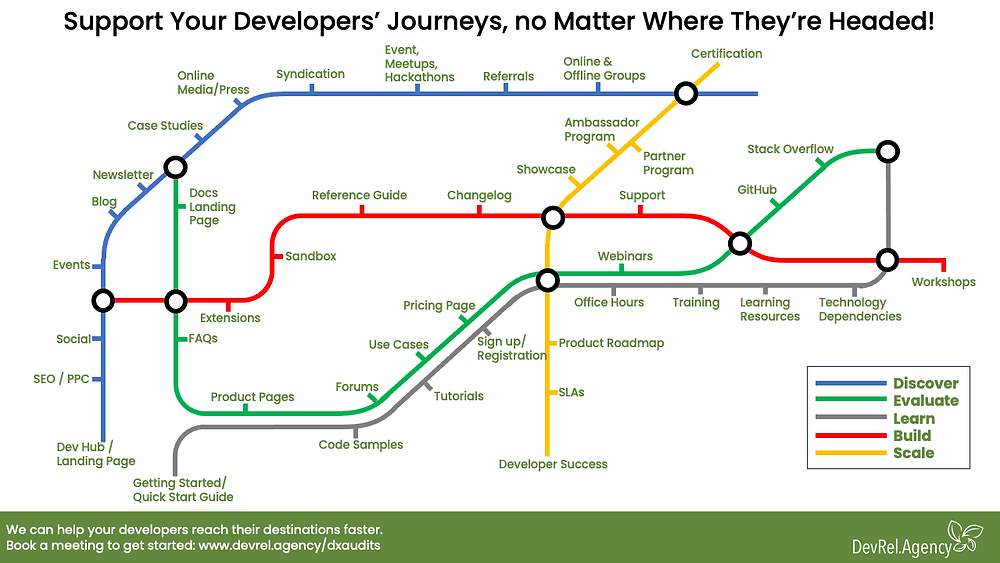 Support Your Developers’ Journeys, no Matter Where They’re Headed!
Certification
Event,
Meetups,
Hackathons
Online &
Offline Groups
Syndication
Referrals
Online
Media/Press
Case Studies
Ambassador
Program
Partner
Program
Stack Overflow
Newsletter
Showcase
Docs
Landing
Page
Blog
Reference Guide
Changelog
Support
GitHub
Events
Sandbox
Webinars
Workshops
Extensions
Pricing Page
Office Hours
Training
Learning
Resources
Technology
Dependencies
Social
FAQs
Use Cases
Sign up/
Registration
Product Roadmap
SEO / PPC
Forums
Tutorials
SLAs
Product Pages
Code Samples
Dev Hub /
Landing Page
Developer Success
Getting Started/
Quick Start Guide
Discover
Evaluate
Learn
Build
Scale
We can help your developers reach their destinations faster.
Book a meeting to get started: www.devrel.agency/dxaudits
DevRel.Agency